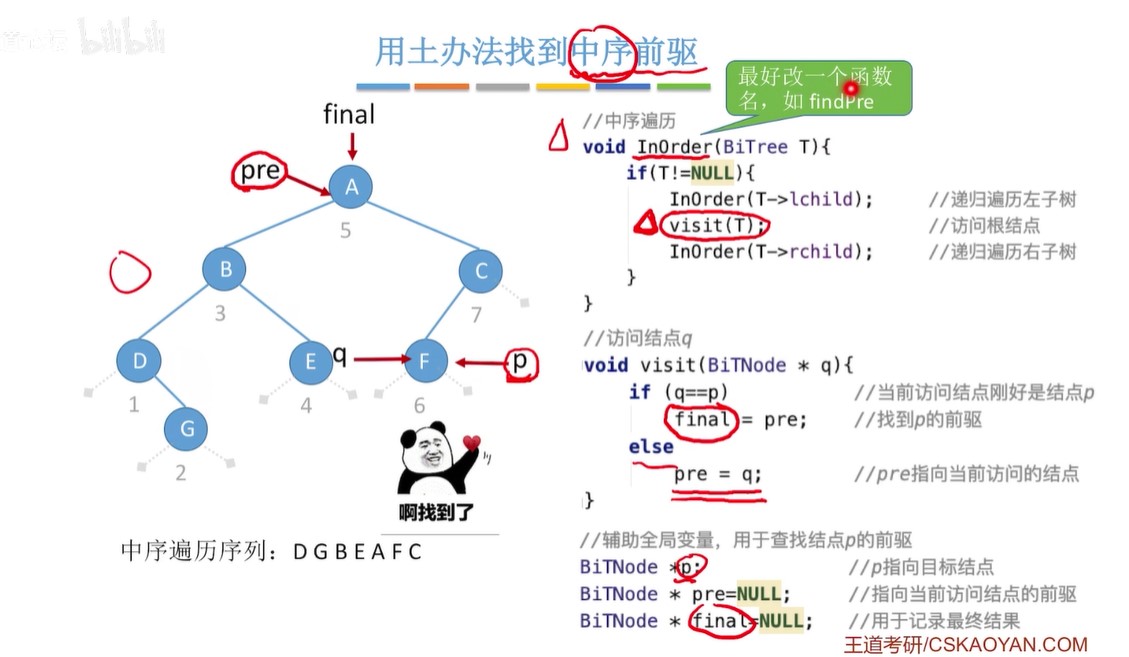 bilibili
用土办法找到中序前驱
最好改一个函数
名，如 findPre
final
pre
A
5
B
3
C
7
D
1
E
4
q
F
6
p
G
2
啊找到了
中序遍历序列：D G B E A F C
//中序遍历
void InOrder(BiTree T){
if(T!=NULL){
InOrder(T->lchild); //递归遍历左子树
visit(T); //访问根结点
InOrder(T->rchild); //递归遍历右子树
}
}
//访问结点q
void visit(BiTNode * q){
if (q==p) //当前访问结点刚好是结点p
final = pre; //找到p的前驱
else
pre = q; //pre指向当前访问的结点
}
//辅助全局变量，用于查找结点p的前驱
BiTNode *p; //p指向目标结点
BiTNode * pre=NULL; //指向当前访问结点的前驱
BiTNode * final=NULL; //用于记录最终结果
王道考研/CSKAOYAN.COM